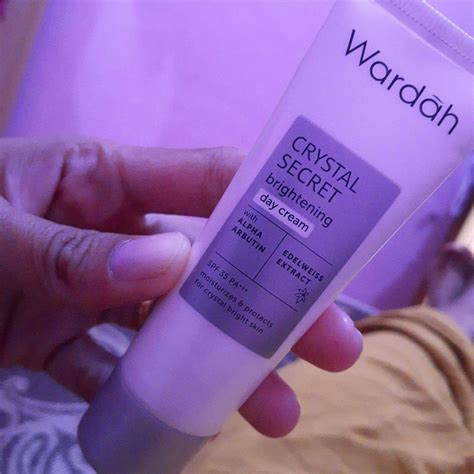 Wardāh
CRYSTAL
SECRET
brightening
day cream
with
ALPHA
ARBUTIN
EDELWEISS
EXTRACT
SPF 35 PA+++
moisturizes & protects
for crystal bright skin